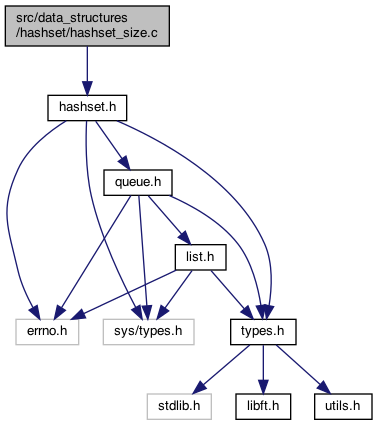 src/data_structures
/hashset/hashset_size.c
hashset.h
queue.h
list.h
errno.h
sys/types.h
types.h
stdlib.h
libft.h
utils.h